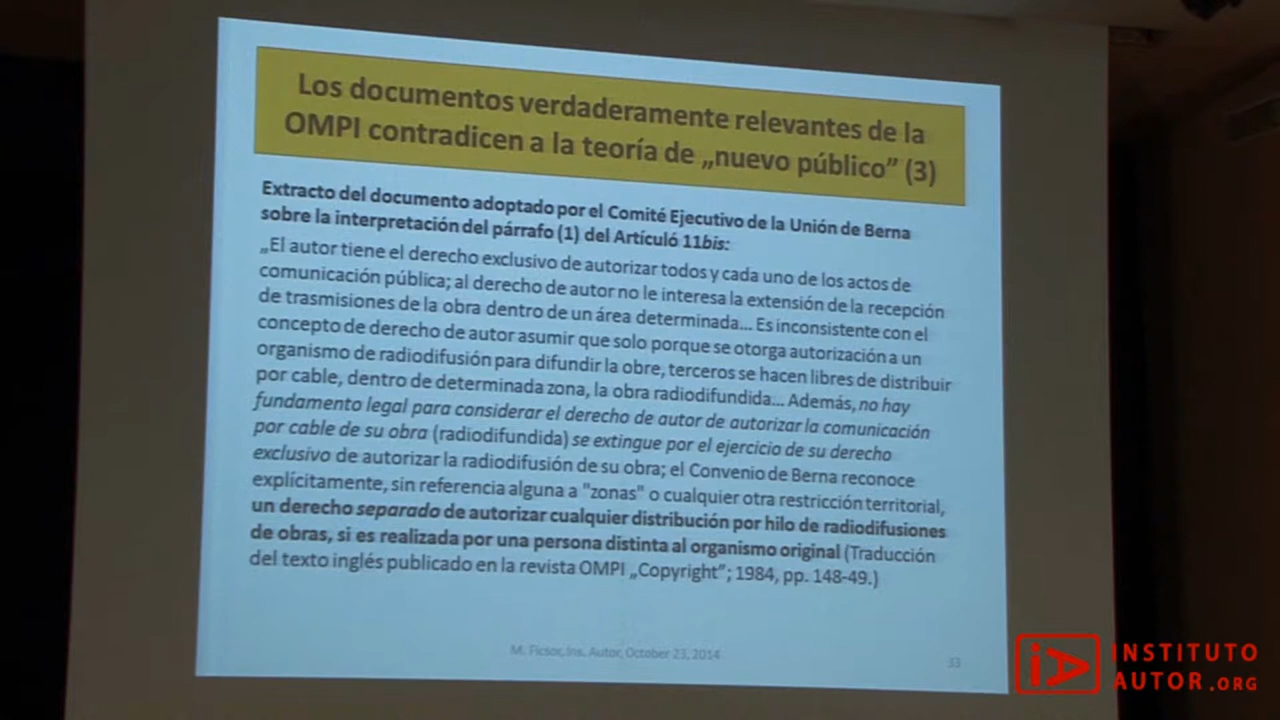 Los documentos verdaderamente relevantes de la
OMPI contradicen a la teoría de „nuevo público” (3)
Extracto del documento adoptado por el Comité Ejecutivo de la Unión de Berna
sobre la interpretación del párrafo (1) del Artículó 11bis:
„El autor tiene el derecho exclusivo de autorizar todos y cada uno de los actos de
comunicación pública; al derecho de autor no le interesa la extensión de la recepción
de trasmisiones de la obra dentro de un área determinada... Es inconsistente con el
concepto de derecho de autor asumir que solo porque se otorga autorización a un
organismo de radiodifusión para difundir la obre, terceros se hacen libres de distribuir
por cable, dentro de determinada zona, la obra radiodifundida... Además, no hay
fundamento legal para considerar el derecho de autor de autorizar la comunicación
por cable de su obra (radiodifundida) se extingue por el ejercicio de su derecho
exclusivo de autorizar la radiodifusión de su obra; el Convenio de Berna reconoce
explícitamente, sin referencia alguna a "zonas" o cualquier otra restricción territorial,
un derecho separado de autorizar cualquier distribución por hilo de radiodifusiones
de obras, si es realizada por una persona distinta al organismo original (Traducción
del texto inglés publicado en la revista OMPI „Copyright”; 1984, pp. 148-49.)
M. Ficsor, Ins. Autor, October 23, 2014
33
iA INSTITUTO
AUTOR.ORG